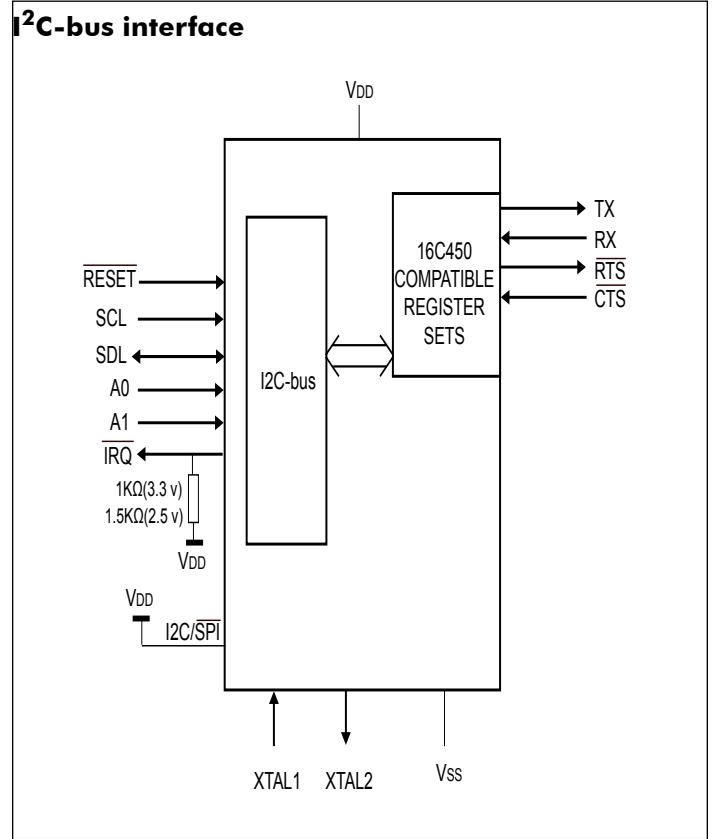 I²C-bus interface
VDD
TX
RX
RTS
CTS
16C450
COMPATIBLE
REGISTER
SETS
RESET
SCL
SDL
A0
A1
IRQ
I2C-bus
1KΩ(3.3 v)
1.5KΩ(2.5 v)
VDD
VDD
I2C/SPI
XTAL1
XTAL2
VSS